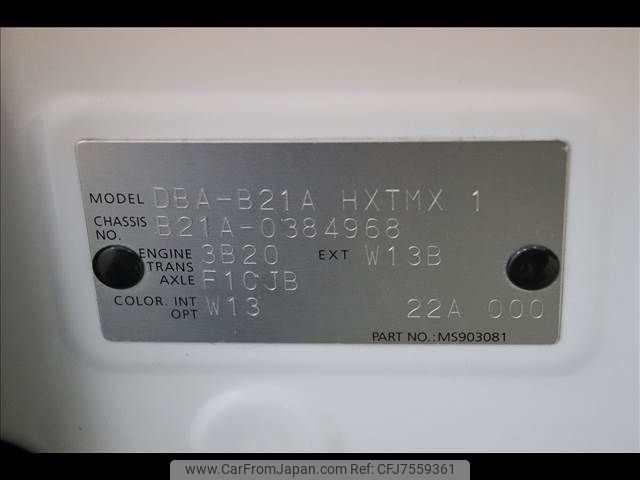 MODEL DBA-B21A HXTMX 1
CHASSIS NO. B21A-0384968
ENGINE 3B20 EXT W13B
TRANS AXLE F1CJB
COLOR. INT OPT W13 22A 000
PART NO.:MS903081
www.CarFromJapan.com Ref:CFJ7559361